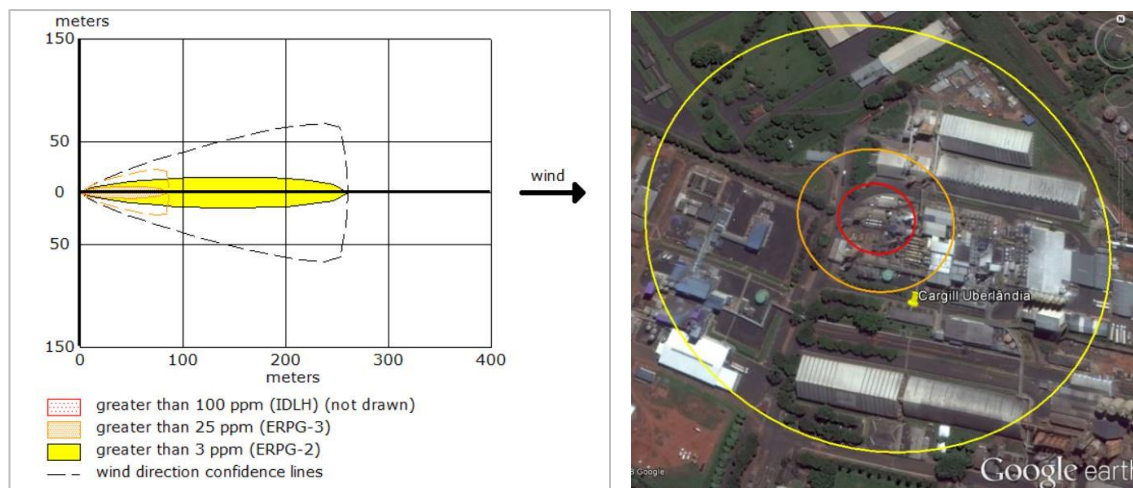 meters
150
50
0
50
150
0
100
200
300
400
meters
wind
greater than 100 ppm (IDLH) (not drawn)
greater than 25 ppm (ERPG-3)
greater than 3 ppm (ERPG-2)
wind direction confidence lines
N
Cargill Uberlândia
8 Google
Google earth